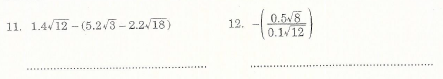 11. 1.4√12 − (5.2√3 − 2.2√18)
12. −(0.5√8 / 0.1√12)